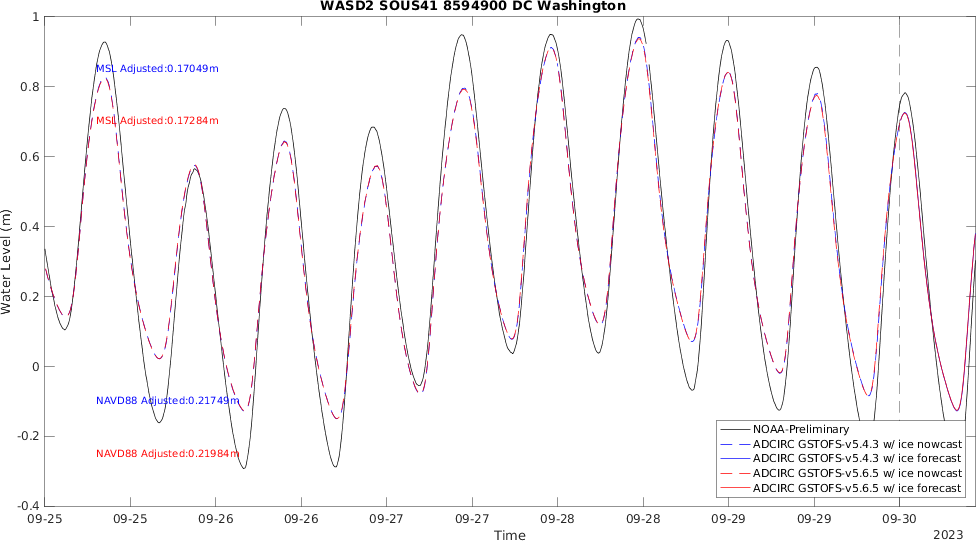 WASD2 SOUS41 8594900 DC Washington
1
0.8
0.6
0.4
0.2
0
-0.2
-0.4
Water Level (m)
MSL Adjusted:0.17049m
MSL Adjusted:0.17284m
NAVD88 Adjusted:0.21749m
NAVD88 Adjusted:0.21984m
NOAA-Preliminary
ADCIRC GSTOFS-v5.4.3 w/ ice nowcast
ADCIRC GSTOFS-v5.4.3 w/ ice forecast
ADCIRC GSTOFS-v5.6.5 w/ ice nowcast
ADCIRC GSTOFS-v5.6.5 w/ ice forecast
09-25 09-25 09-26 09-26 09-27 09-27 09-28 09-28 09-29 09-29 09-30
Time
2023